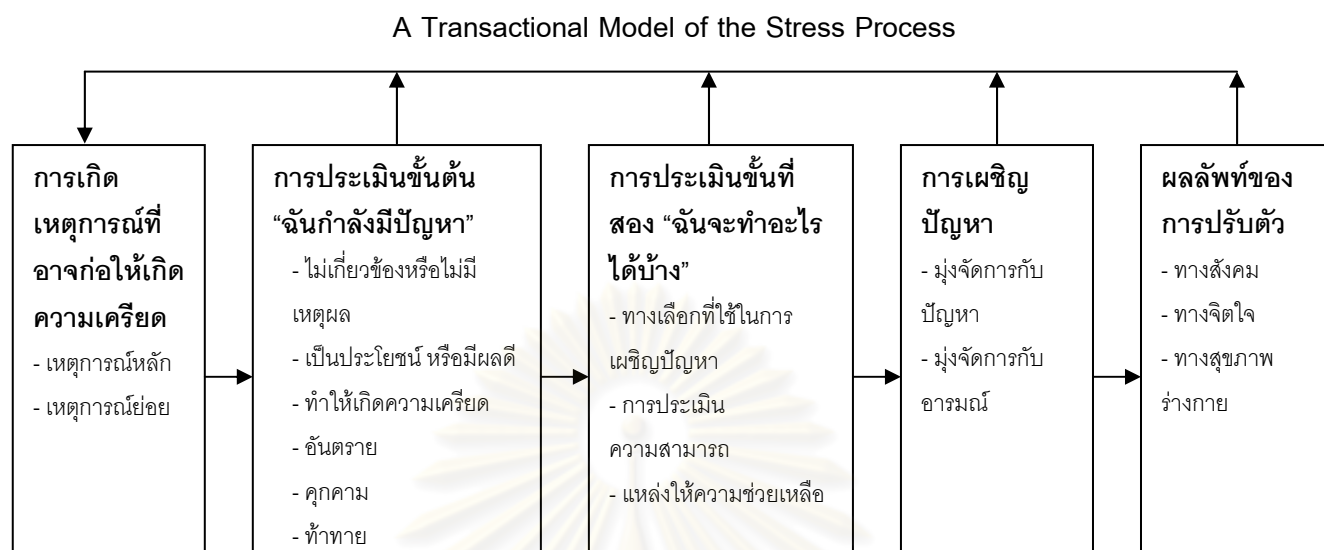 A Transactional Model of the Stress Process
การเกิด
เหตุการณ์ที่
อาจก่อให้เกิด
ความเครียด
- เหตุการณ์หลัก
- เหตุการณ์ย่อย
การประเมินขั้นต้น
“ฉันกำลังมีปัญหา”
- ไม่เกี่ยวข้องหรือไม่มี
เหตุผล
- เป็นประโยชน์ หรือมีผลดี
- ทำให้เกิดความเครียด
- อันตราย
- คุกคาม
- ท้าทาย
การประเมินขั้นที่
สอง “ฉันจะทำอะไร
ได้บ้าง”
- ทางเลือกที่ใช้ในการ
เผชิญปัญหา
- การประเมิน
ความสามารถ
- แหล่งให้ความช่วยเหลือ
การเผชิญ
ปัญหา
- มุ่งจัดการกับ
ปัญหา
- มุ่งจัดการกับ
อารมณ์
ผลลัพท์ของ
การปรับตัว
- ทางสังคม
- ทางจิตใจ
- ทางสุขภาพ
ร่างกาย